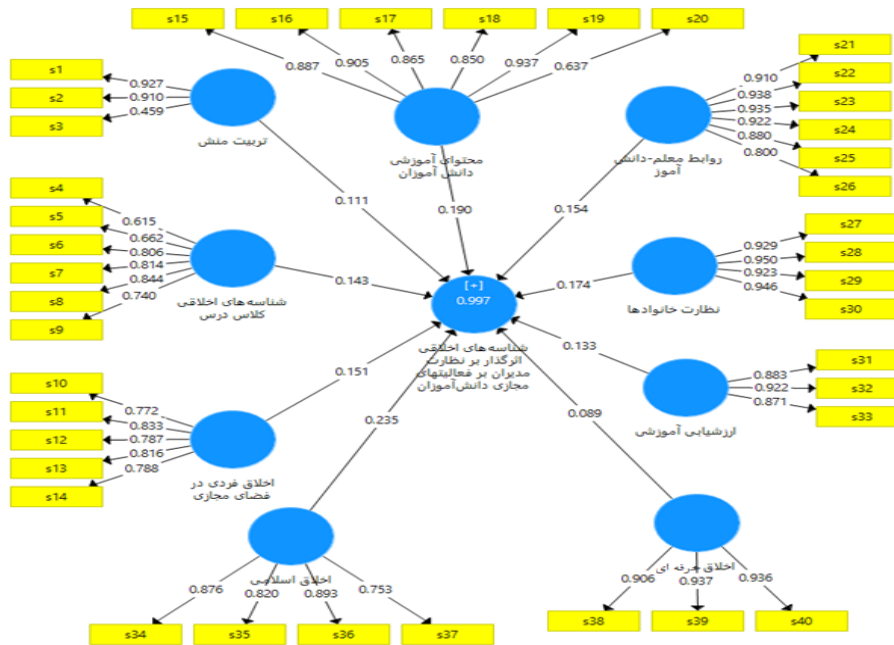 s15
s16
s17
s18
s19
s20
0.887
0.905
0.865
0.850
0.937
0.637
s1
s2
s3
0.927
0.910
0.459
تربیت منش
محتوای آموزشی
دانش آموزان
s21
s22
s23
s24
s25
s26
0.910
0.938
0.935
0.922
0.880
0.800
روابط معلم-دانش
آموز
0.111
0.190
0.154
s4
s5
s6
s7
s8
s9
0.615
0.662
0.806
0.814
0.844
0.740
شناسه‌های اخلاقی
کلاس درس
0.143
[+]
0.997
شناسه‌های اخلاقی
اثرگذار بر نظارت
مدیران بر فعالیتهای
مجازی دانش‌آموزان
0.174
s27
s28
s29
s30
0.929
0.950
0.923
0.946
نظارت خانوادها
s10
s11
s12
s13
s14
0.772
0.833
0.787
0.816
0.788
اخلاق فردی در
فضای مجازی
0.151
0.133
s31
s32
s33
0.883
0.922
0.871
ارزشیابی آموزشی
0.235
0.089
اخلاق اسلامی
0.876
0.820
0.893
0.753
s34
s35
s36
s37
اخلاق حرفه ای
0.906
0.937
0.936
s38
s39
s40